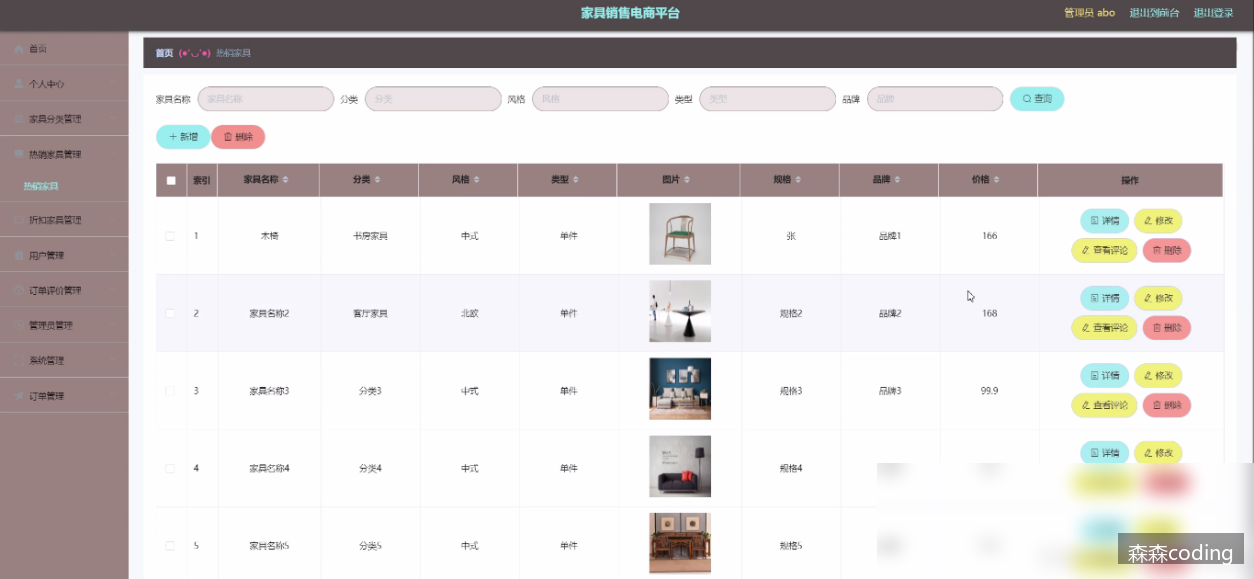 家具销售电商平台
管理员 abo 退出到前台 退出登录
首页
个人中心
家具分类管理
热销家具管理
热销家具
折扣家具管理
用户管理
订单评价管理
管理员管理
系统管理
订单管理
首页 (●'◡'●) 热销家具
家具名称 家具名称 分类 分类 风格 风格 类型 类型 品牌 品牌 查询
+ 新增 删除
索引 家具名称 分类 风格 类型 图片 规格 品牌 价格 操作
1 木椅 书房家具 中式 单件 张 品牌1 166 详情 修改
查看评论 删除
2 家具名称2 客厅家具 北欧 单件 规格2 品牌2 168 详情 修改
查看评论 删除
3 家具名称3 分类3 中式 单件 规格3 品牌3 99.9 详情 修改
查看评论 删除
4 家具名称4 分类4 中式 单件 规格4 详情 修改
5 家具名称5 分类5 中式 单件 规格5
森森coding